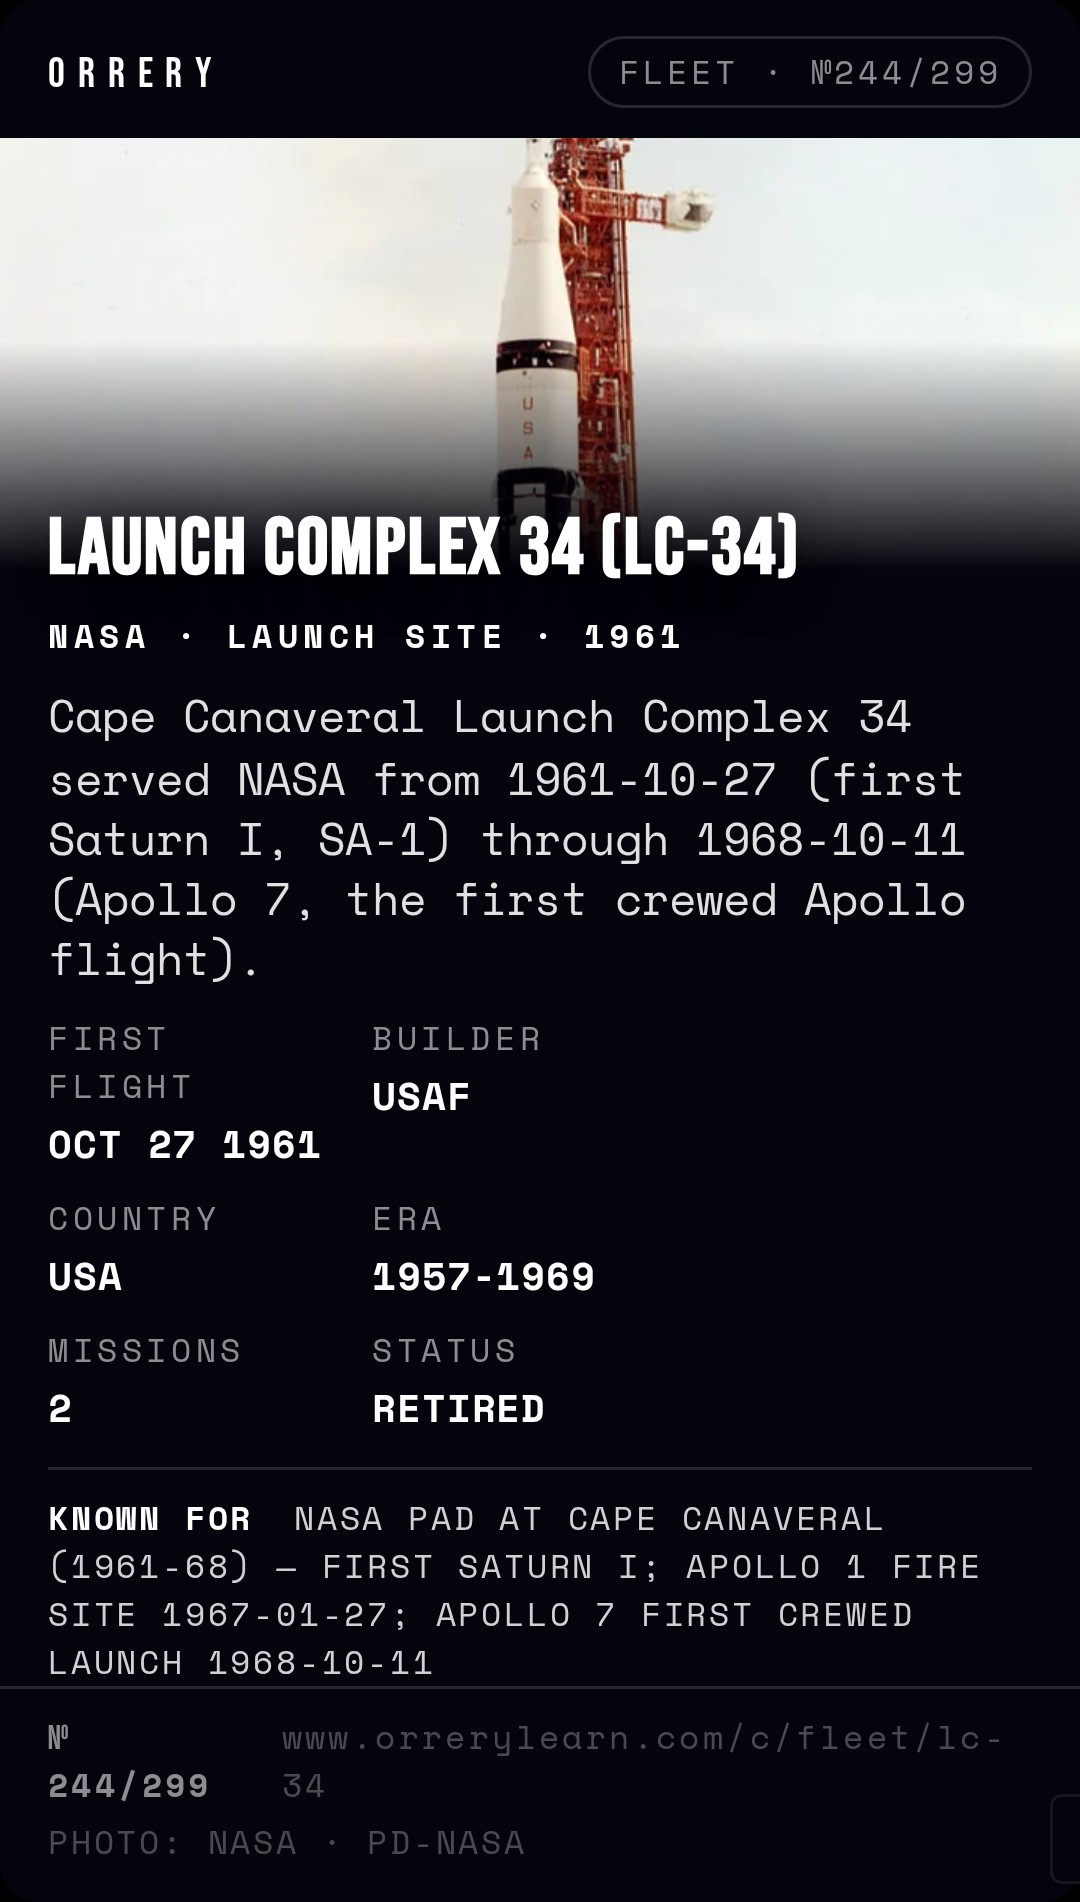 ORRERY
FLEET · №244/299
USA
LAUNCH COMPLEX 34 (LC-34)
NASA · LAUNCH SITE · 1961
Cape Canaveral Launch Complex 34
served NASA from 1961-10-27 (first
Saturn I, SA-1) through 1968-10-11
(Apollo 7, the first crewed Apollo
flight).
FIRST
FLIGHT
OCT 27 1961
BUILDER
USAF
COUNTRY
USA
ERA
1957-1969
MISSIONS
2
STATUS
RETIRED
KNOWN FOR NASA PAD AT CAPE CANAVERAL
(1961-68) — FIRST SATURN I; APOLLO 1 FIRE
SITE 1967-01-27; APOLLO 7 FIRST CREWED
LAUNCH 1968-10-11
№
244/299
www.orrerylearn.com/c/fleet/lc-
34
PHOTO: NASA · PD-NASA